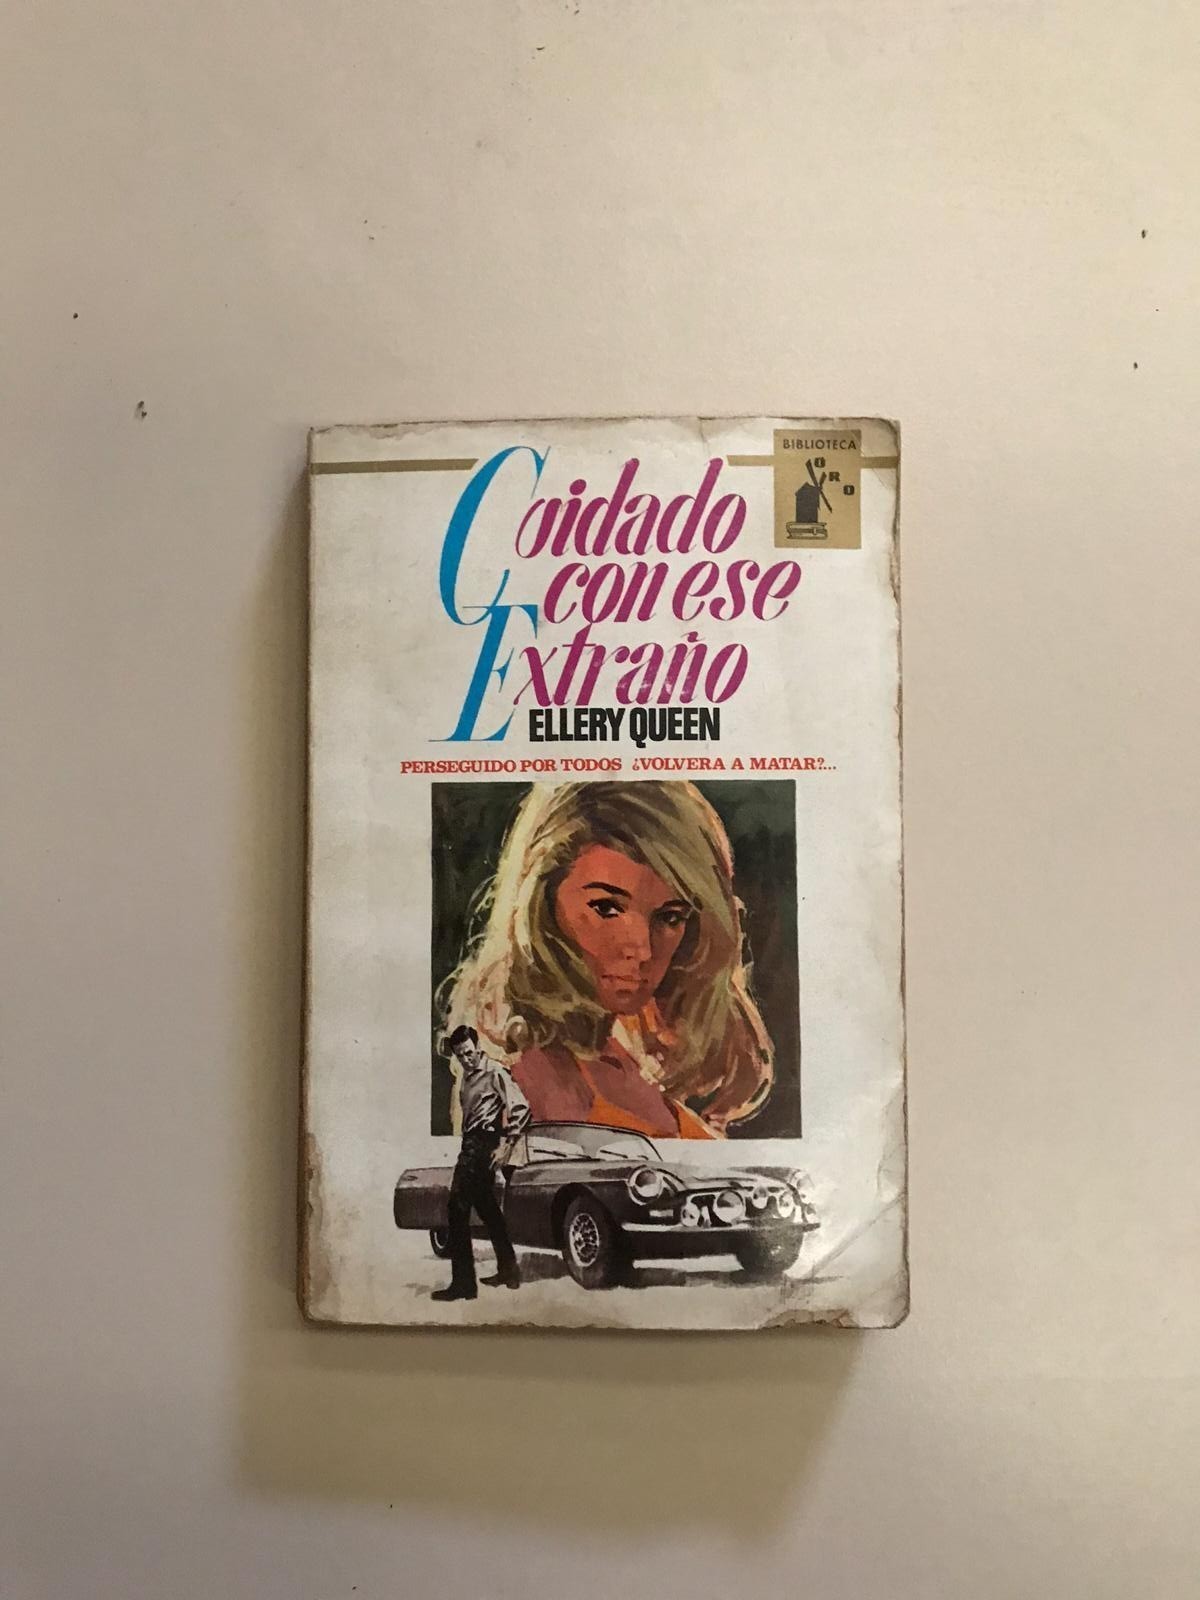 BIBLIOTECA
ORO
Cuidado
con ese
Extraño
ELLERY QUEEN
PERSEGUIDO POR TODOS ¿VOLVERA A MATAR?...